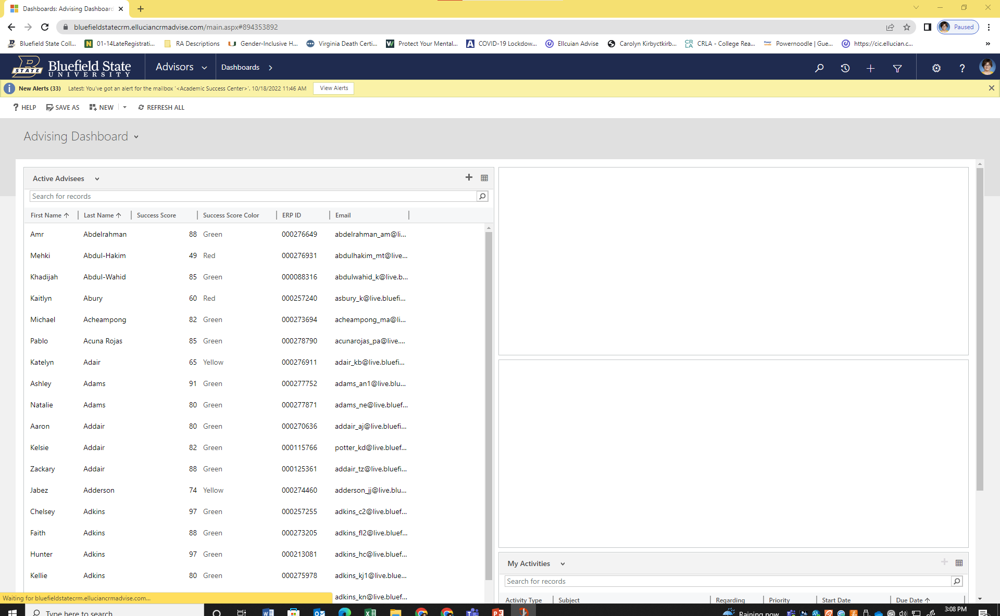 Dashboards: Advising Dashboard
bluefieldstatecrm.elluciancrmadvise.com/main.aspx#894353892
Paused
Bluefield State Coll...
01-14LateRegistrati...
RA Descriptions
Gender-Inclusive H...
Virginia Death Certi...
Protect Your Mental...
COVID-19 Lockdow...
Ellcuian Advise
Carolyn Kirbyctkirb...
CRLA - College Rea...
Powernoodle | Gue...
https://cic.ellucian.c...
»
B STATE Bluefield State UNIVERSITY
Advisors
Dashboards
New Alerts (33) Latest: You've got an alert for the mailbox '<Academic Success Center>'. 10/18/2022 11:46 AM View Alerts
? HELP SAVE AS NEW REFRESH ALL
Advising Dashboard
Active Advisees
Search for records
First Name ↑ Last Name ↑ Success Score Success Score Color ERP ID Email
Amr Abdelrahman 88 Green 000276649 abdelrahman_am@li...
Mehki Abdul-Hakim 49 Red 000276931 abdulhakim_mt@live...
Khadijah Abdul-Wahid 85 Green 000088316 abdulwahid_k@live.b...
Kaitlyn Abury 60 Red 000257240 asbury_k@live.bluefi...
Michael Acheampong 82 Green 000273694 acheampong_ma@li...
Pablo Acuna Rojas 85 Green 000278790 acunarojas_pa@live....
Katelyn Adair 65 Yellow 000276911 adair_kb@live.bluefi...
Ashley Adams 91 Green 000277752 adams_an1@live.blu...
Natalie Adams 80 Green 000277871 adams_ne@live.bluef...
Aaron Addair 80 Green 000270636 addair_aj@live.bluefi...
Kelsie Addair 82 Green 000115766 potter_kd@live.bluef...
Zackary Addair 88 Green 000125361 addair_tz@live.bluefi...
Jabez Adderson 74 Yellow 000274460 adderson_jj@live.blu...
Chelsey Adkins 97 Green 000257255 adkins_c2@live.bluef...
Faith Adkins 88 Green 000273205 adkins_fl2@live.bluef...
Hunter Adkins 97 Green 000213081 adkins_hc@live.bluef...
Kellie Adkins 80 Green 000275978 adkins_kj1@live.blue...
adkins_kn@live.bluef...
My Activities
Search for records
Activity Type Subject Regarding Priority Start Date Due Date ↑
Waiting for bluefieldstatecrm.elluciancrmadvise.com...
Type here to search
Raining now
3:08 PM